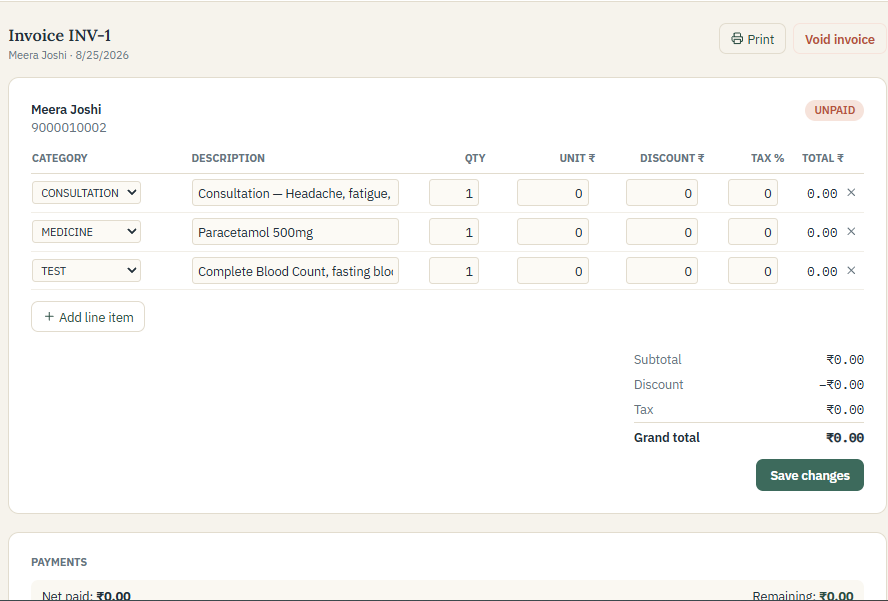 Invoice INV-1
Meera Joshi · 8/25/2026
Print
Void invoice
Meera Joshi
9000010002
UNPAID
CATEGORY DESCRIPTION QTY UNIT ₹ DISCOUNT ₹ TAX % TOTAL ₹
CONSULTATION Consultation — Headache, fatigue, 1 0 0 0 0.00 ×
MEDICINE Paracetamol 500mg 1 0 0 0 0.00 ×
TEST Complete Blood Count, fasting 1 0 0 0 0.00 ×
+ Add line item
Subtotal ₹0.00
Discount −₹0.00
Tax ₹0.00
Grand total ₹0.00
Save changes
PAYMENTS
Net paid: ₹0.00 Remaining: ₹0.00